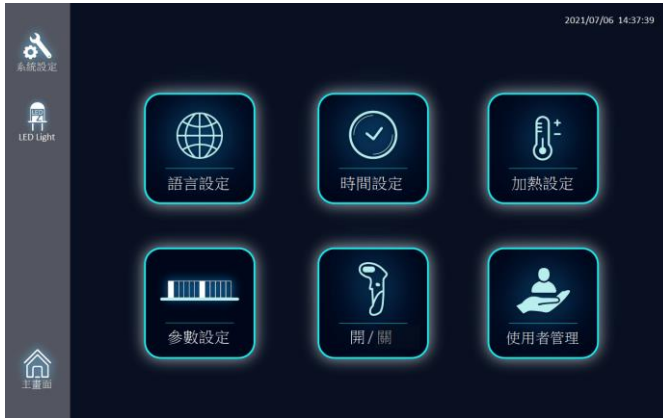 2021/07/06 14:37:39
系統設定
LED Light
語言設定
時間設定
加熱設定
參數設定
開/關
使用者管理
主畫面